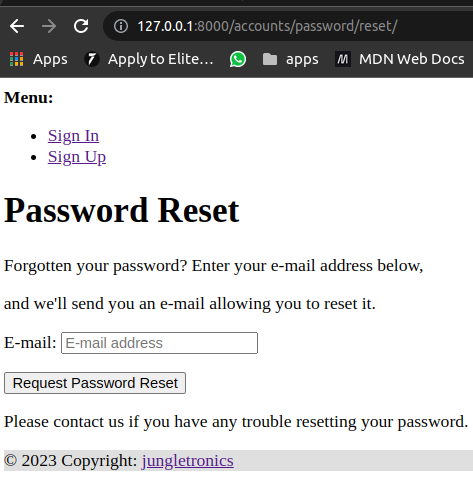 127.0.0.1:8000/accounts/password/reset/
Apps Apply to Elite... apps MDN Web Docs
Menu:
Sign In
Sign Up
Password Reset
Forgotten your password? Enter your e-mail address below,
and we'll send you an e-mail allowing you to reset it.
E-mail: E-mail address
Request Password Reset
Please contact us if you have any trouble resetting your password.
© 2023 Copyright: jungletronics